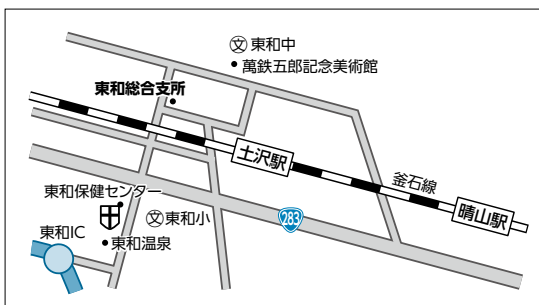 文 東和中
萬鉄五郎記念美術館
東和総合支所
土沢駅
釜石線
晴山駅
東和保健センター
文 東和小
283
東和IC
東和温泉